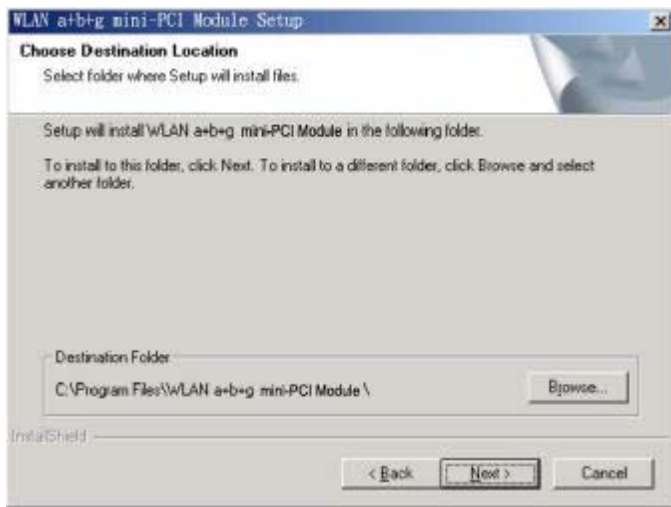 WLAN a+b+g mini-PCI Module Setup
Choose Destination Location
Select folder where Setup will install files.
Setup will install WLAN a+b+g mini-PCI Module in the following folder.
To install to this folder, click Next. To install to a different folder, click Browse and select
another folder.
Destination Folder
C:\Program Files\WLAN a+b+g mini-PCI Module \
Browse...
InstallShield
< Back
Next >
Cancel